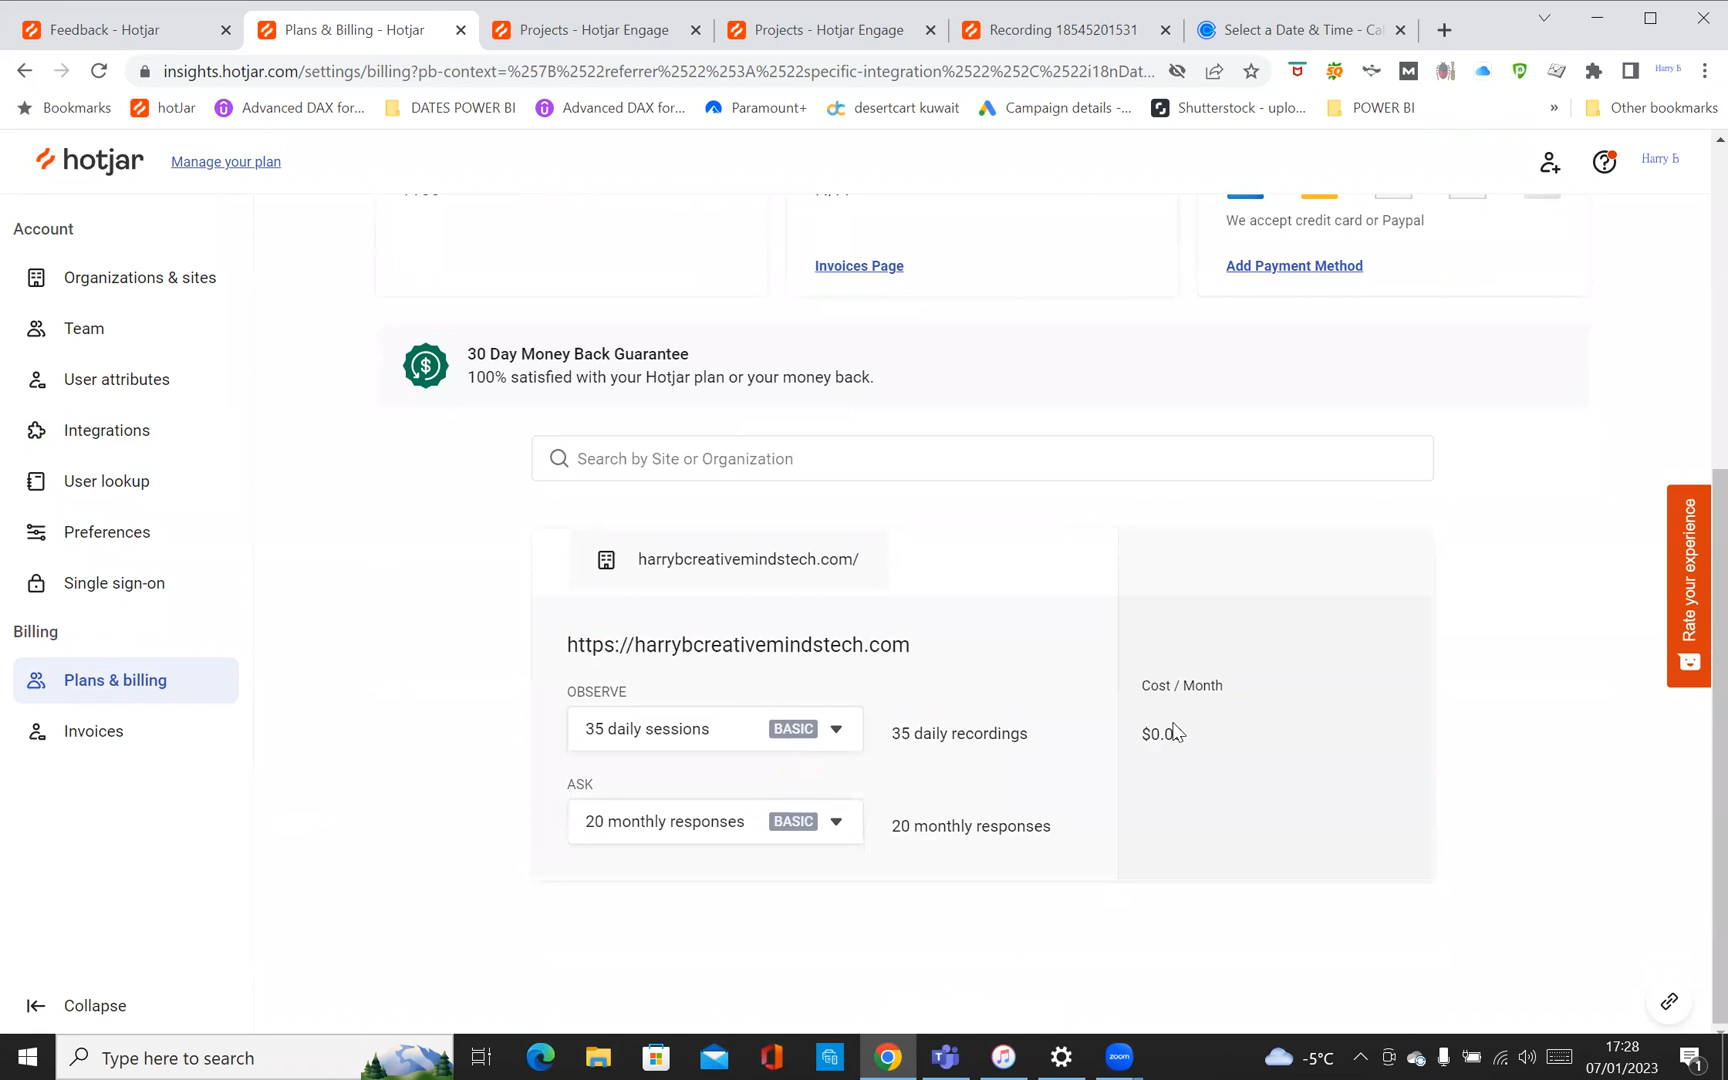 Feedback - Hotjar
Plans & Billing - Hotjar
Projects - Hotjar Engage
Projects - Hotjar Engage
Recording 18545201531
Select a Date & Time - Cal
insights.hotjar.com/settings/billing?pb-context=%257B%2522referrer%2522%253A%2522specific-integration%2522%252C%2522i18nDat...
Harry B
Bookmarks
hotJar
Advanced DAX for...
DATES POWER BI
Advanced DAX for...
Paramount+
desertcart kuwait
Campaign details -...
Shutterstock - uplo...
POWER BI
»
Other bookmarks
hotjar
Manage your plan
Harry B
Account
Organizations & sites
Team
User attributes
Integrations
User lookup
Preferences
Single sign-on
Billing
Plans & billing
Invoices
Collapse
Invoices Page
We accept credit card or Paypal
Add Payment Method
30 Day Money Back Guarantee
100% satisfied with your Hotjar plan or your money back.
Search by Site or Organization
harrybcreativemindstech.com/
https://harrybcreativemindstech.com
OBSERVE
35 daily sessions BASIC
35 daily recordings
ASK
20 monthly responses BASIC
20 monthly responses
Cost / Month
$0.0
Rate your experience
Type here to search
zoom
-5°C
17:28
07/01/2023
1